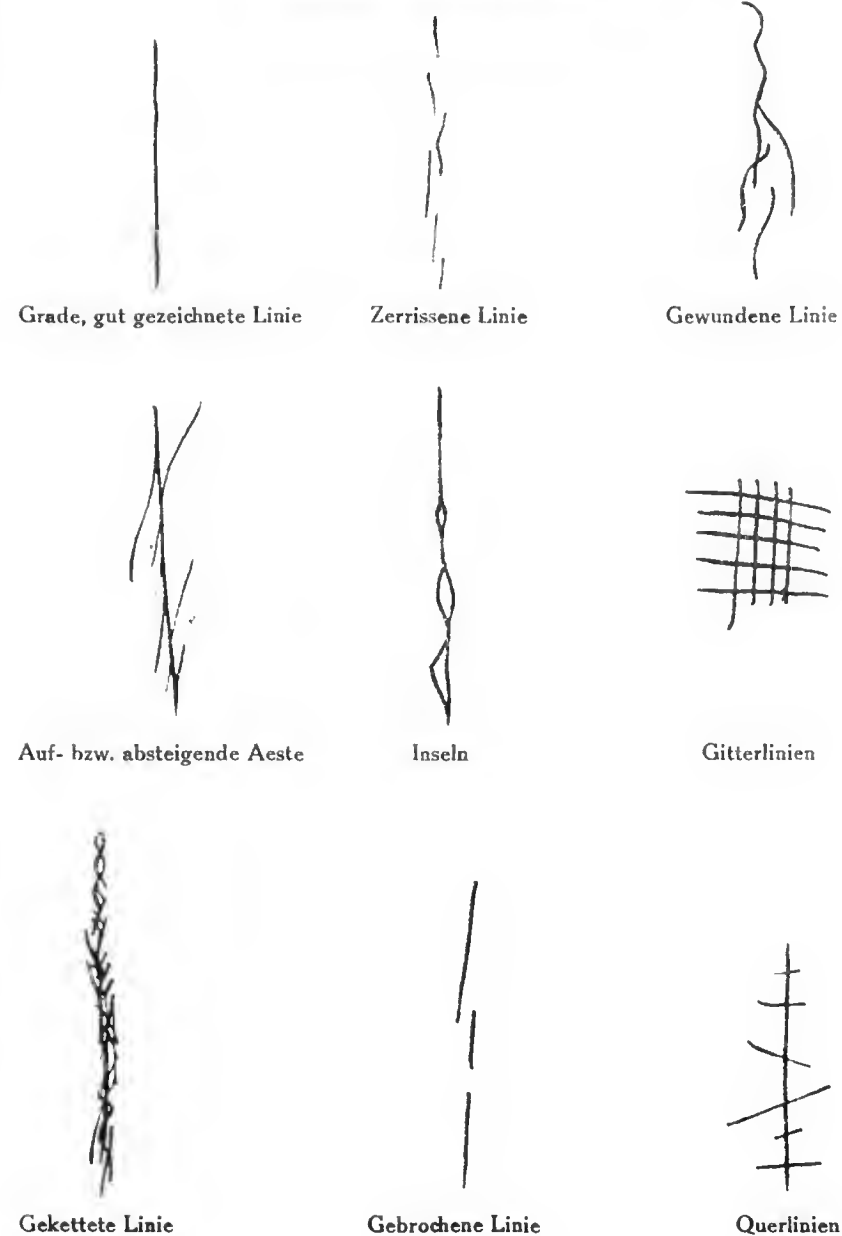 Grade, gut gezeichnete Linie
Zerrissene Linie
Gewundene Linie
Auf- bzw. absteigende Aeste
Inseln
Gitterlinien
Gekettete Linie
Gebrochene Linie
Querlinien